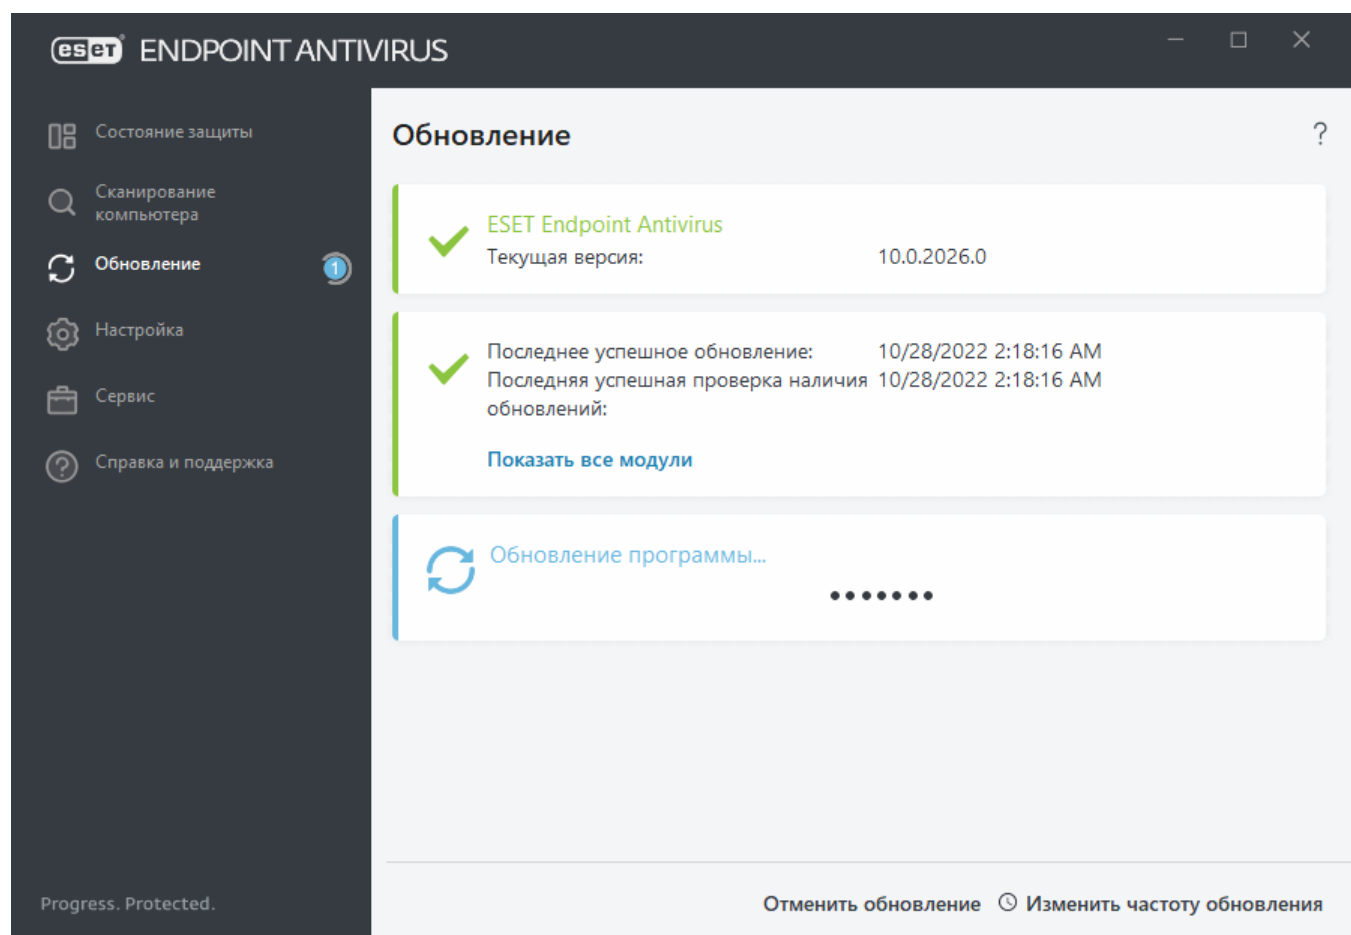 eset ENDPOINT ANTIVIRUS
Состояние защиты
Сканирование
компьютера
Обновление
1
Настройка
Сервис
Справка и поддержка
Progress. Protected.
Обновление
?
ESET Endpoint Antivirus
Текущая версия: 10.0.2026.0
Последнее успешное обновление: 10/28/2022 2:18:16 AM
Последняя успешная проверка наличия 10/28/2022 2:18:16 AM
обновлений:
Показать все модули
Обновление программы...
Отменить обновление Изменить частоту обновления